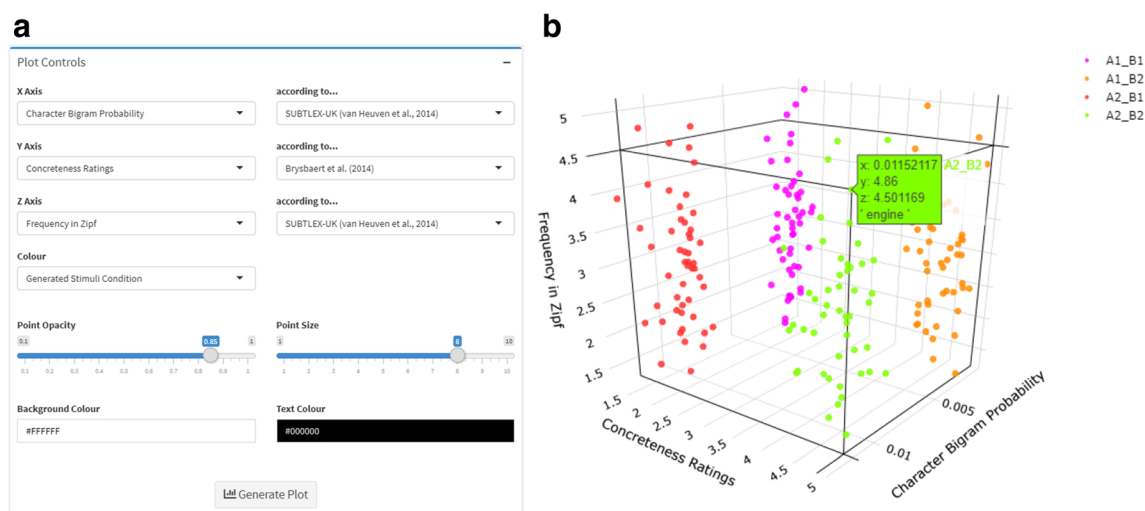 a
Plot Controls
X Axis
according to...
Character Bigram Probability
SUBTLEX-UK (van Heuven et al., 2014)
Y Axis
according to...
Concreteness Ratings
Brysbaert et al. (2014)
Z Axis
according to...
Frequency in Zipf
SUBTLEX-UK (van Heuven et al., 2014)
Colour
Generated Stimuli Condition
Point Opacity
Point Size
0.1 0.85 1
1 8 10
0.1 0.2 0.3 0.4 0.5 0.6 0.7 0.8 0.9 1
1 2 3 4 5 6 7 8 9 10
Background Colour
Text Colour
#FFFFFF
#000000
Generate Plot
b
A1_B1
A1_B2
A2_B1
A2_B2
x: 0.01152117
y: 4.86
z: 4.501169
' engine '
A2_B2
Frequency in Zipf
5
4.5
4
3.5
3
2.5
2
1.5
1.5
2
2.5
3
3.5
4
4.5
5
Concreteness Ratings
0.005
0.01
Character Bigram Probability